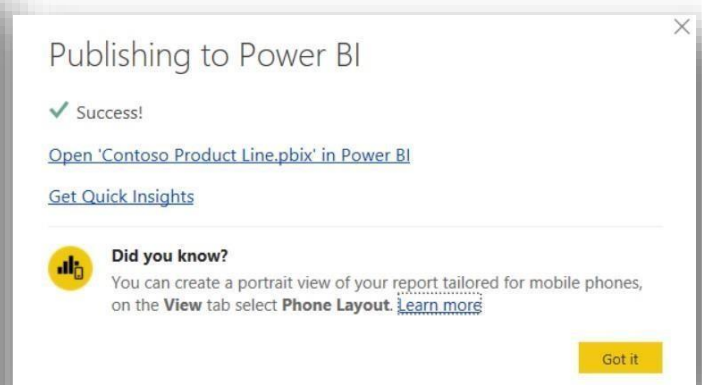 Publishing to Power BI
Success!
Open 'Contoso Product Line.pbix' in Power BI
Get Quick Insights
Did you know?
You can create a portrait view of your report tailored for mobile phones,
on the View tab select Phone Layout. Learn more
Got it